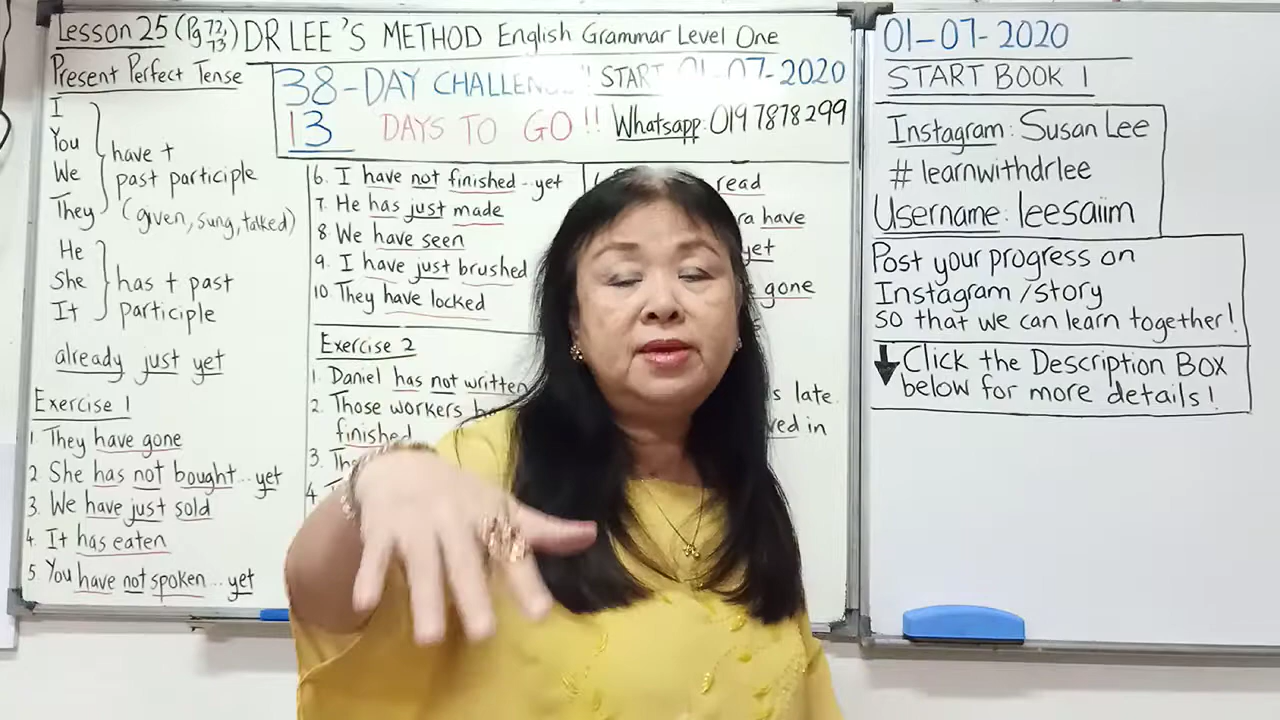 Lesson 25 (Pg 72, 73) DR LEE'S METHOD English Grammar Level One
Present Perfect Tense
38-DAY CHALLENGE !! START 01-07-2020
13 DAYS TO GO!! Whatsapp: 019 7878 299
I
You
We
They
have +
past participle
(given, sung, talked)
He
She
It
has + past
participle
already just yet
Exercise 1
1. They have gone
2 She has not bought...yet
3. We have just sold
4. It has eaten
5. You have not spoken...yet
6. I have not finished...yet
7. He has just made
8 We have seen
9. I have just brushed
10. They have locked
Exercise 2
1. Daniel has not written
2. Those workers
finished
3.
4
read
have
yet
gone
late
in
01-07-2020
START BOOK 1
Instagram: Susan Lee
# learnwithdrlee
Username: leesaiim
Post your progress on
Instagram/story
so that we can learn together!
Click the Description Box
below for more details!